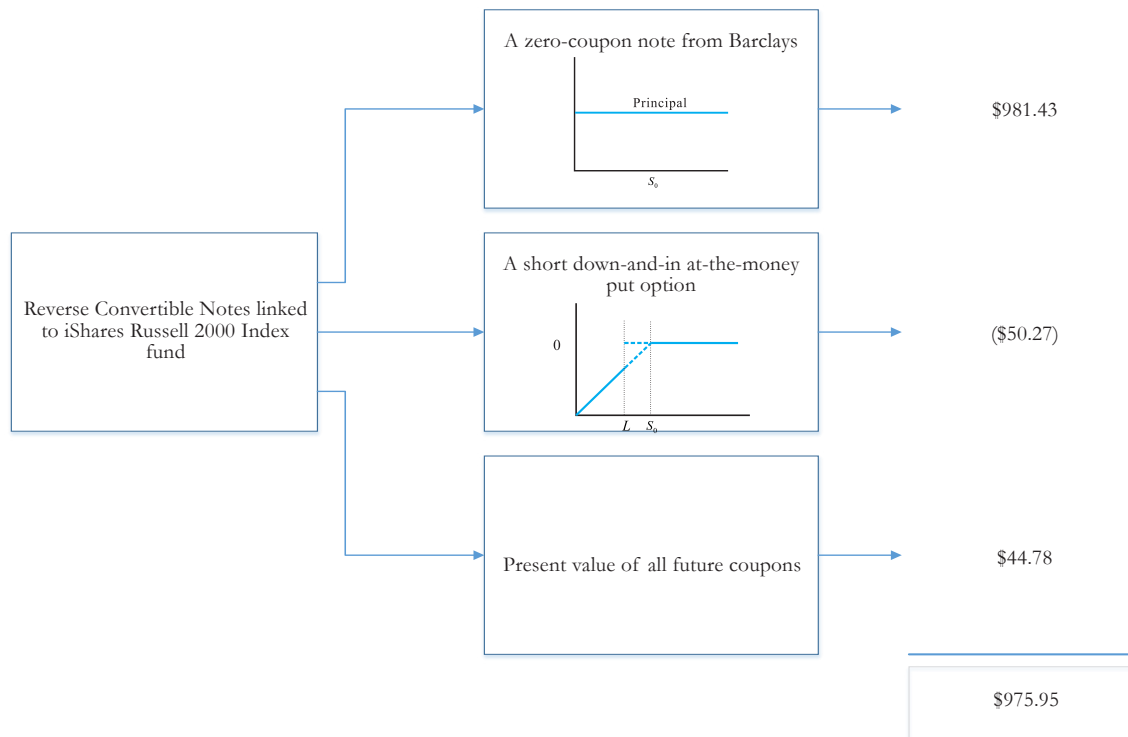 A zero-coupon note from Barclays
Principal
S₀
$981.43
Reverse Convertible Notes linked
to iShares Russell 2000 Index
fund
A short down-and-in at-the-money
put option
0
L S₀
($50.27)
Present value of all future coupons
$44.78
$975.95